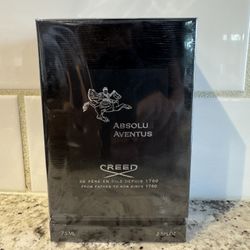 ABSOLU
AVENTUS
CREED
DE PÈRE EN FILS DEPUIS 1760
FROM FATHER TO SON SINCE 1760
75 ML
2.5 FL.OZ